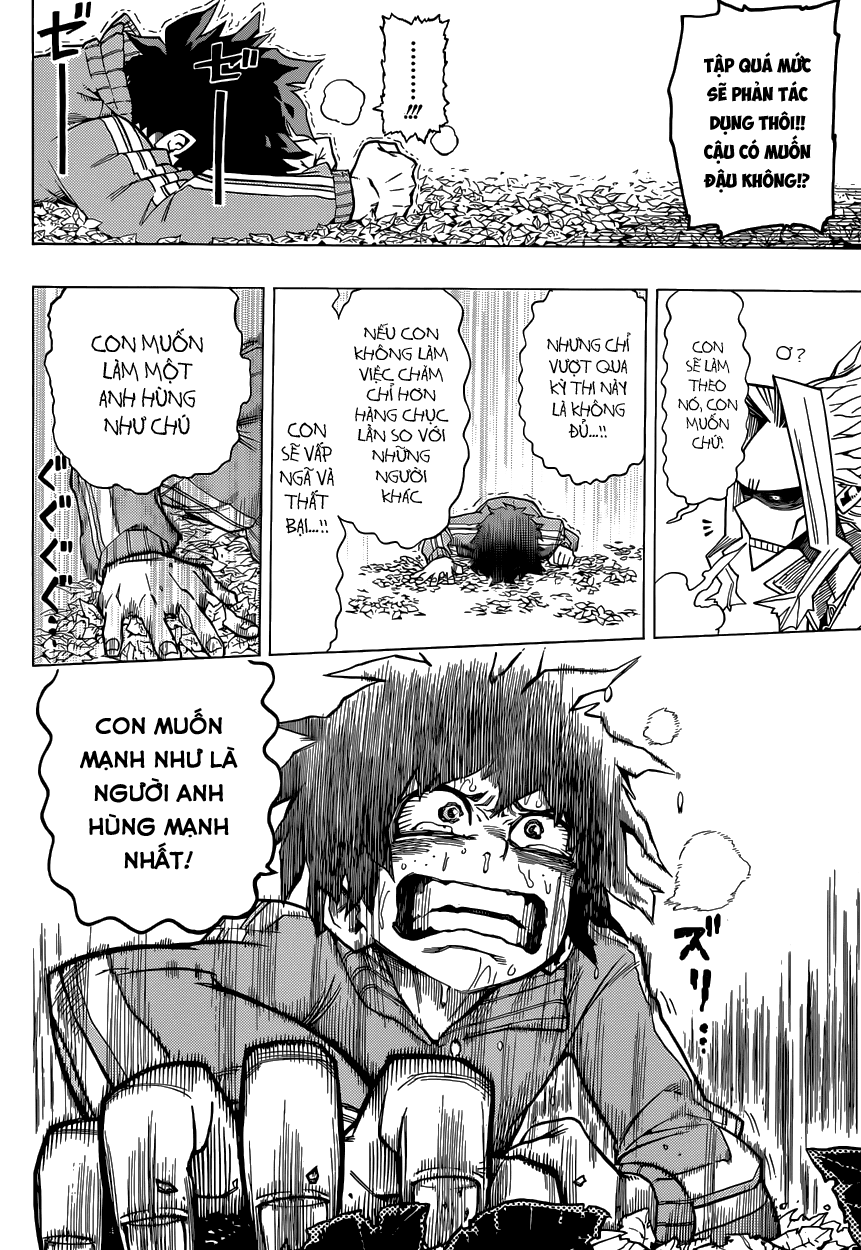 TẬP QUÁ MỨC
SẼ PHẢN TÁC
DỤNG THÔI!!
CẬU CÓ MUỐN
ĐẬU KHÔNG!?
.........!!!
ゼ
ー
ゼ
ー
Ơ?
CON
SẼ LÀM
THEO
NÓ, CON
MUỐN
CHỨ!
NHƯNG CHỈ
VƯỢT QUA
KỲ THI NÀY
LÀ KHÔNG
ĐỦ...!!
NẾU CON
KHÔNG LÀM
VIỆC CHĂM
CHỈ HƠN
HÀNG CHỤC
LẦN SO VỚI
NHỮNG
NGƯỜI
KHÁC
CON
SẼ VẤP
NGÃ VÀ
THẤT
BẠI...!!
CON MUỐN
LÀM MỘT
ANH HÙNG
NHƯ CHÚ
ぐ
ぐ
ぐ
...
CON MUỐN
MẠNH NHƯ LÀ
NGƯỜI ANH
HÙNG MẠNH
NHẤT!
ズ
リ
...